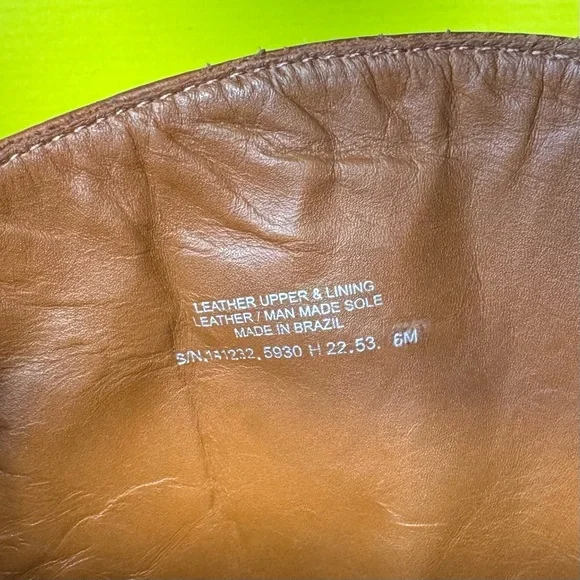 LEATHER UPPER & LINING
LEATHER / MAN MADE SOLE
MADE IN BRAZIL
S/N.151232.5930 H 22.53. 6M